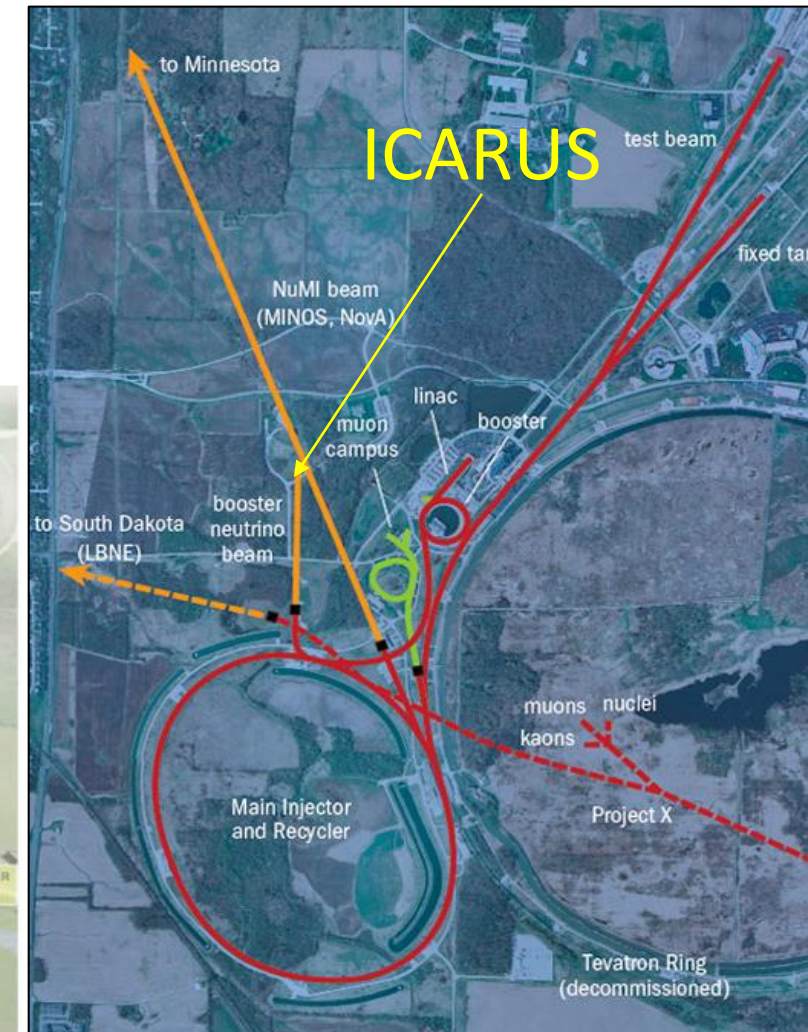 to Minnesota
ICARUS
test beam
NuMI beam
(MINOS, NovA)
linac
booster
muon
campus
booster
neutrino
beam
to South Dakota
(LBNE)
muons
nuclei
kaons
Project X
Main Injector
and Recycler
Tevatron Ring
(decommissioned)
fixed tar
R